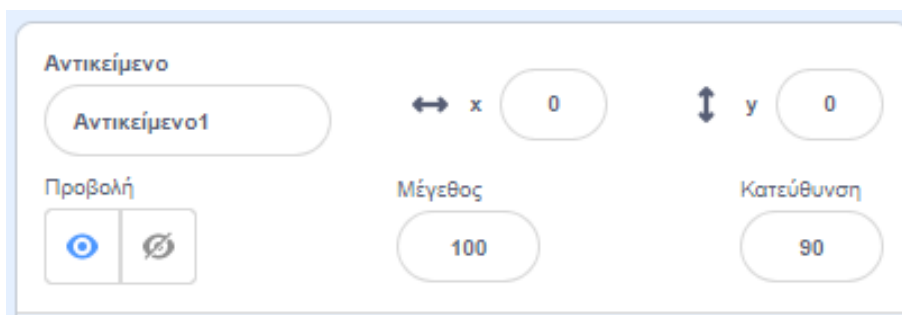 Αντικείμενο
Αντικείμενο1
x 0
y 0
Προβολή
Μέγεθος
Κατεύθυνση
100
90